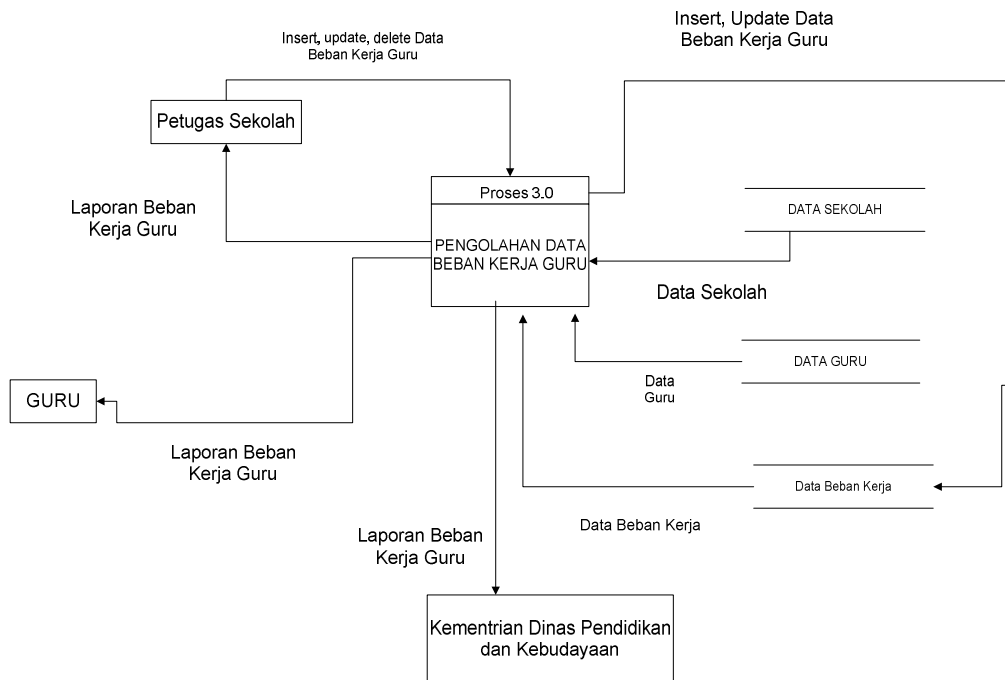 Insert, Update Data
Beban Kerja Guru
Insert, update, delete Data
Beban Kerja Guru
Petugas Sekolah
Laporan Beban
Kerja Guru
Proses 3.0
PENGOLAHAN DATA
BEBAN KERJA GURU
DATA SEKOLAH
Data Sekolah
DATA GURU
Data
Guru
GURU
Laporan Beban
Kerja Guru
Data Beban Kerja
Data Beban Kerja
Laporan Beban
Kerja Guru
Kementrian Dinas Pendidikan
dan Kebudayaan